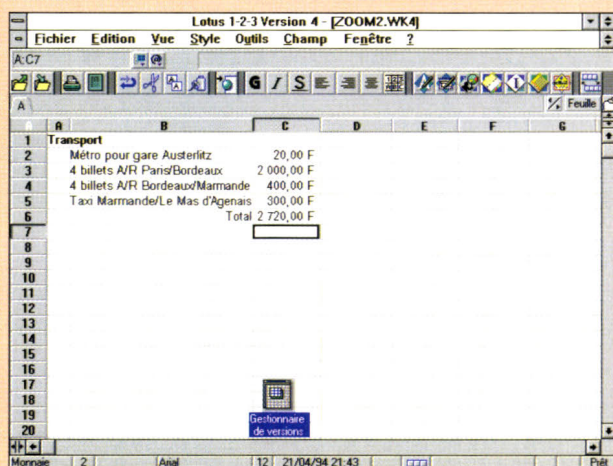 Lotus 1-2-3 Version 4 - [ZOOM2.WK4]
Fichier Edition Vue Style Outils Champ Fenêtre ?
A:C7
G I S
A Feuille
A B C D E F G
1 Transport
2 Métro pour gare Austerlitz 20,00 F
3 4 billets A/R Paris/Bordeaux 2 000,00 F
4 4 billets A/R Bordeaux/Marmande 400,00 F
5 Taxi Marmande/Le Mas d'Agenais 300,00 F
6 Total 2 720,00 F
7
8
9
10
11
12
13
14
15
16
17
18
19
20
Gestionnaire
de versions
Monnaie 2 Arial 12 21/04/94 21:43 Prêt